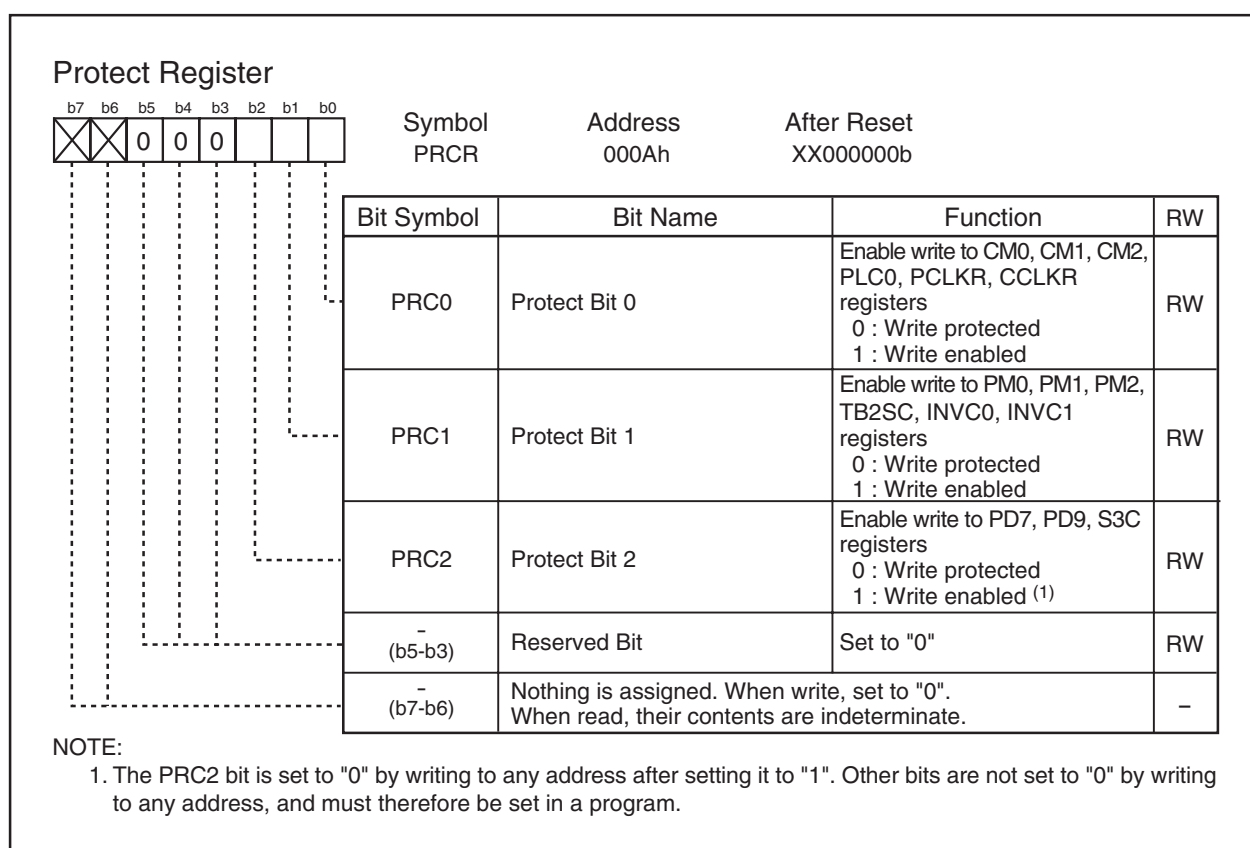 Protect Register
b7 b6 b5 b4 b3 b2 b1 b0
0 0 0
Symbol Address After Reset
PRCR 000Ah XX000000b
Bit Symbol Bit Name Function RW
PRC0 Protect Bit 0 Enable write to CM0, CM1, CM2,
PLC0, PCLKR, CCLKR
registers
0 : Write protected
1 : Write enabled
RW
PRC1 Protect Bit 1 Enable write to PM0, PM1, PM2,
TB2SC, INVC0, INVC1
registers
0 : Write protected
1 : Write enabled
RW
PRC2 Protect Bit 2 Enable write to PD7, PD9, S3C
registers
0 : Write protected
1 : Write enabled (1)
RW
–
(b5-b3) Reserved Bit Set to "0" RW
–
(b7-b6) Nothing is assigned. When write, set to "0".
When read, their contents are indeterminate.
–
NOTE:
1. The PRC2 bit is set to "0" by writing to any address after setting it to "1". Other bits are not set to "0" by writing
to any address, and must therefore be set in a program.